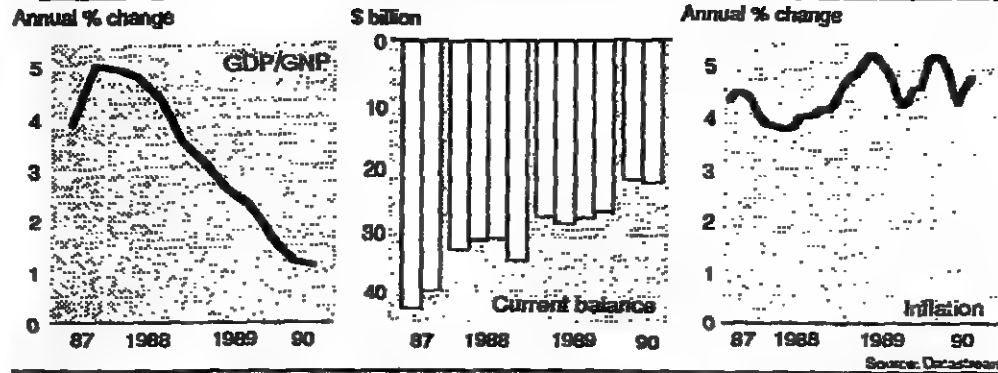 Annual % change
GDP/GNP
5
4
3
2
1
0
87 1988 1989 90
$ billion
0
10
20
30
40
Current balance
87 1988 1989 90
Annual % change
5
4
3
2
1
0
Inflation
87 1988 1989 90
Source: Datastream